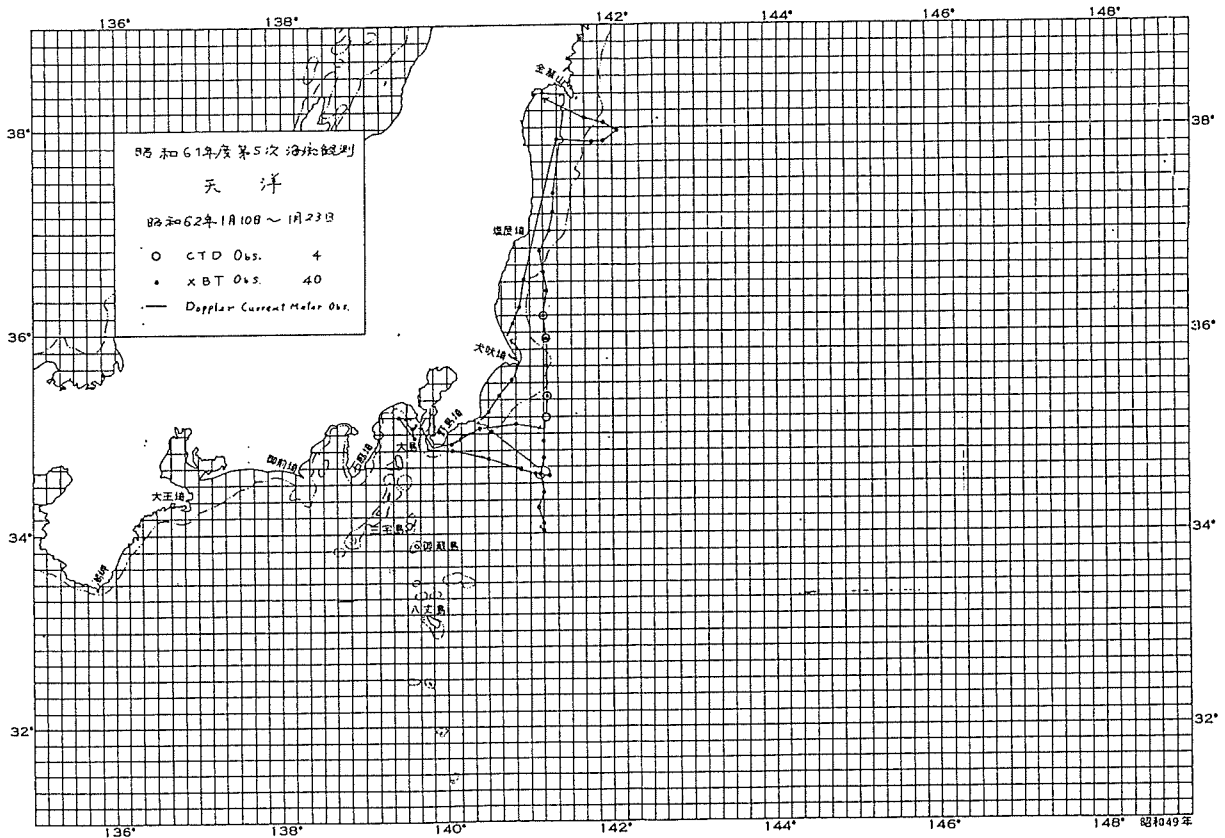 136°
138°
140°
142°
144°
146°
148°
金華山
38°
38°
昭和61年度第5次海流観測
天洋
昭和62年1月10日～1月23日
○ CTD Obs. 4
• XBT Obs. 40
— Doppler Current Meter Obs.
塩屋埼
36°
36°
犬吠埼
野島埼
大島
石廊埼
御前埼
大王埼
三宅島
34°
34°
御蔵島
八丈島
32°
32°
136°
138°
140°
142°
144°
146°
148°
昭和49年